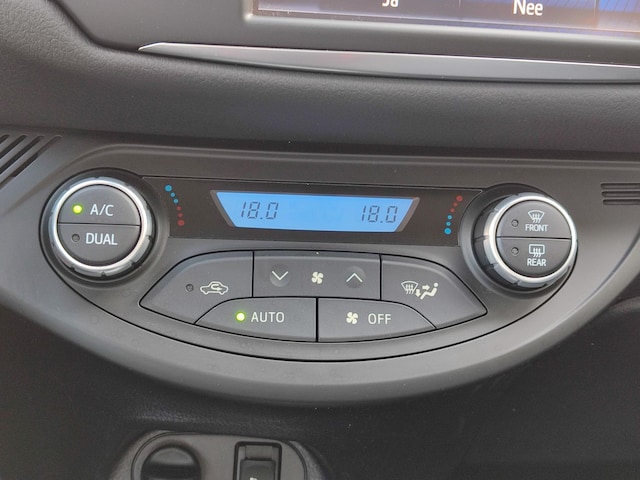 Ja Nee
A/C
DUAL
18.0 18.0
FRONT
REAR
AUTO
OFF